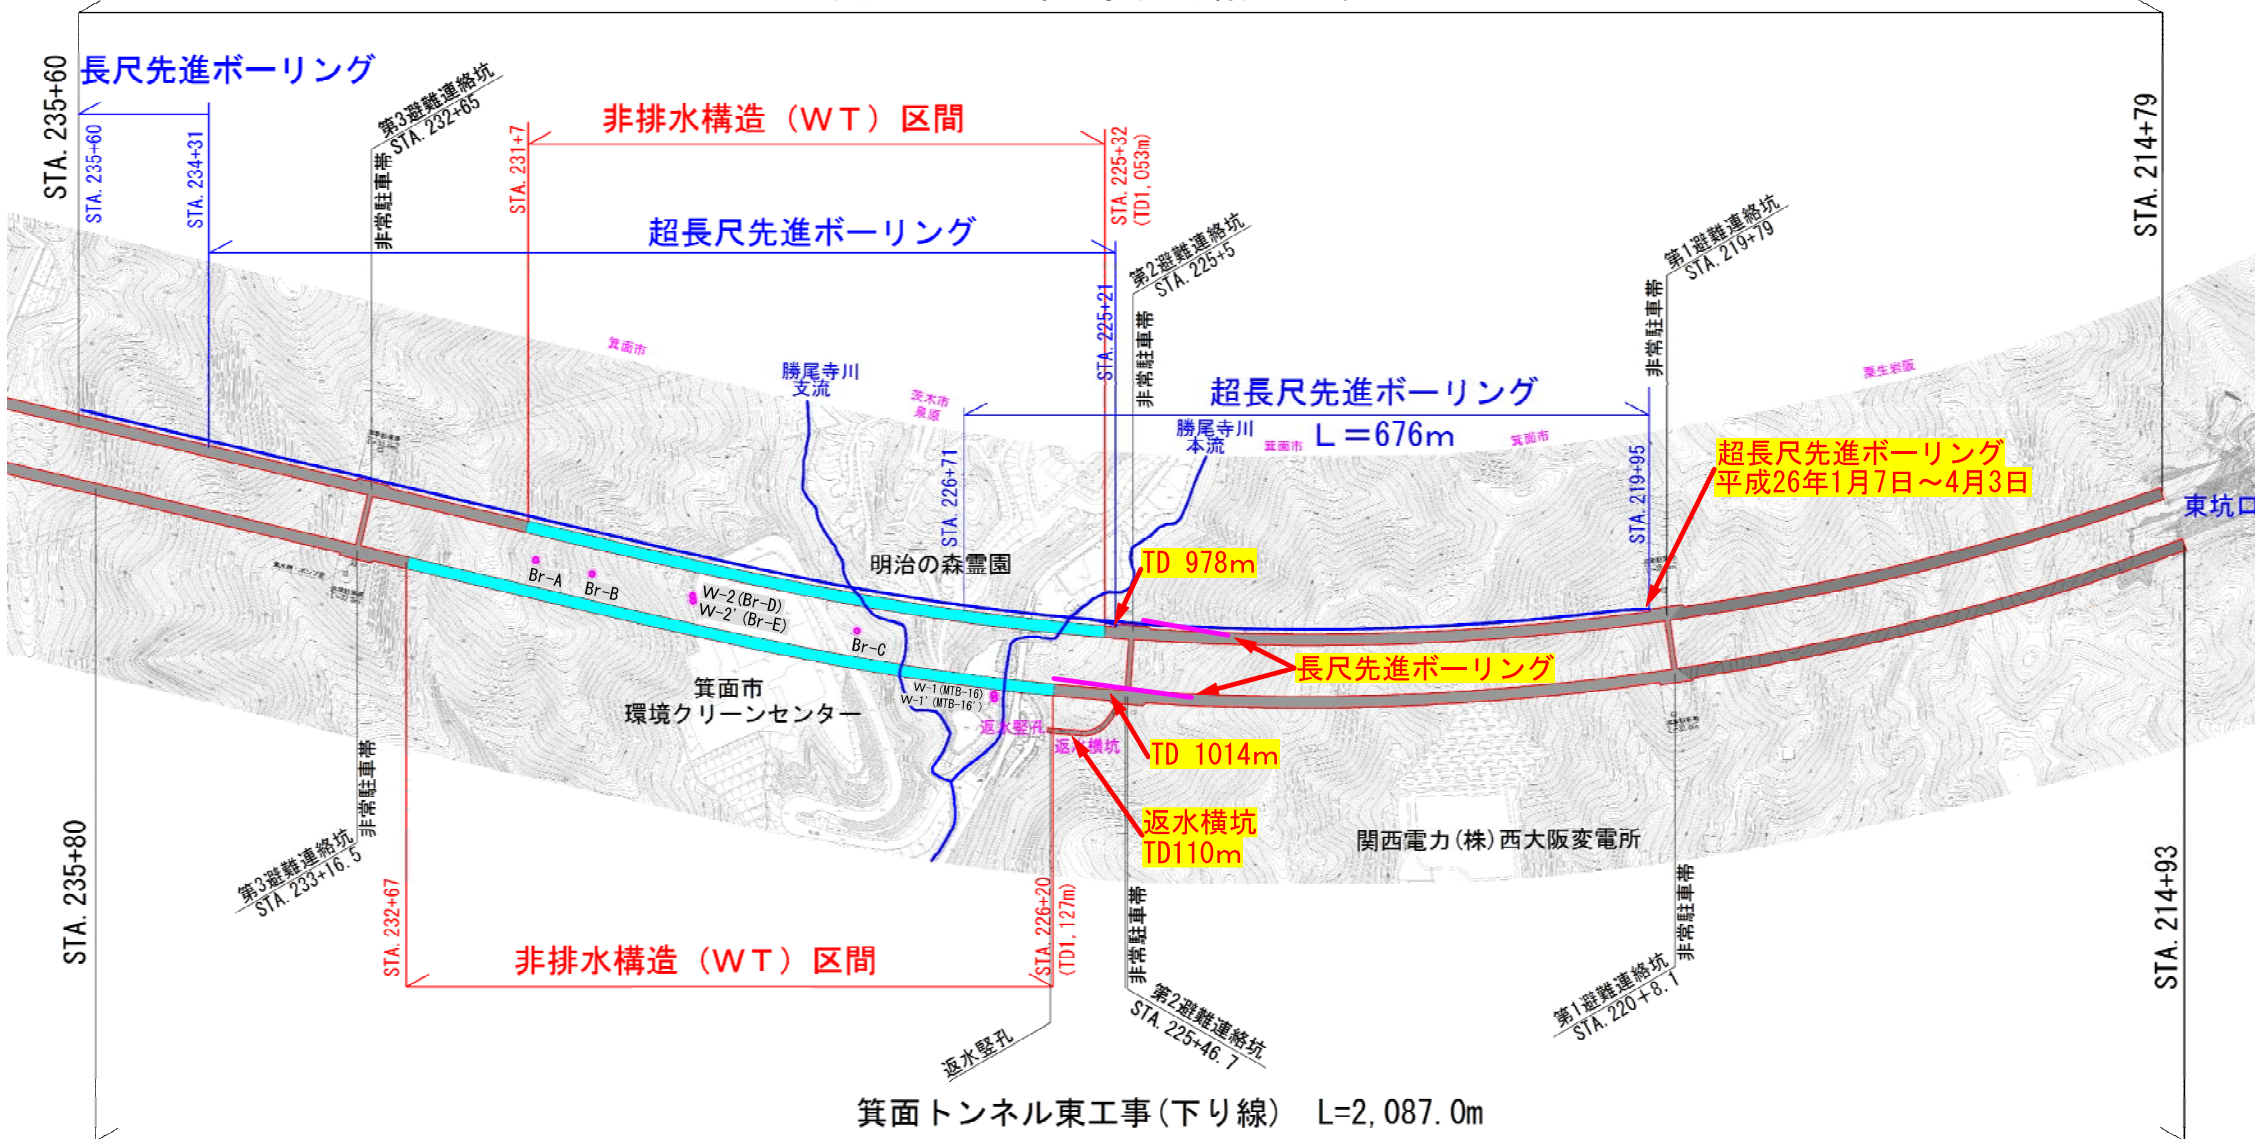 STA. 235+60
長尺先進ボーリング
STA. 235+60
STA. 234+31
第3避難連絡坑
STA. 232+65
非常駐車帯
STA. 231+7
非排水構造（ＷＴ）区間
STA. 225+32
(TD1,053m)
STA. 214+79
超長尺先進ボーリング
STA. 225+21
第2避難連絡坑
STA. 225+5
非常駐車帯
第1避難連絡坑
STA. 219+79
非常駐車帯
箕面市
勝尾寺川
支流
茨木市
泉原
超長尺先進ボーリング
Ｌ＝676ｍ
勝尾寺川
本流
箕面市
箕面市
粟生岩阪
STA. 226+71
STA. 219+95
超長尺先進ボーリング
平成26年1月7日～4月3日
東坑口
明治の森霊園
TD 978ｍ
Br-A
Br-B
W-2(Br-D)
W-2'(Br-E)
Br-C
長尺先進ボーリング
W-1(MTB-16)
W-1'(MTB-16')
箕面市
環境クリーンセンター
返水竪孔
返水横坑
TD 1014ｍ
返水横坑
TD110ｍ
関西電力(株)西大阪変電所
STA. 235+80
非常駐車帯
第3避難連絡坑
STA. 233+16.5
STA. 232+67
非排水構造（ＷＴ）区間
STA. 226+20
(TD1,127m)
非常駐車帯
返水竪孔
第2避難連絡坑
STA. 225+46.7
非常駐車帯
第1避難連絡坑
STA. 220+8.1
STA. 214+93
箕面トンネル東工事(下り線)　L=2,087.0m